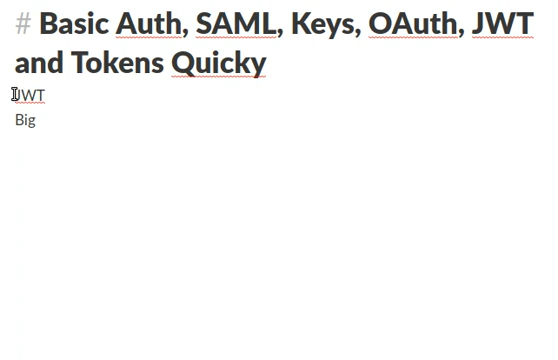 # Basic Auth, SAML, Keys, OAuth, JWT
and Tokens Quicky
JWT
Big